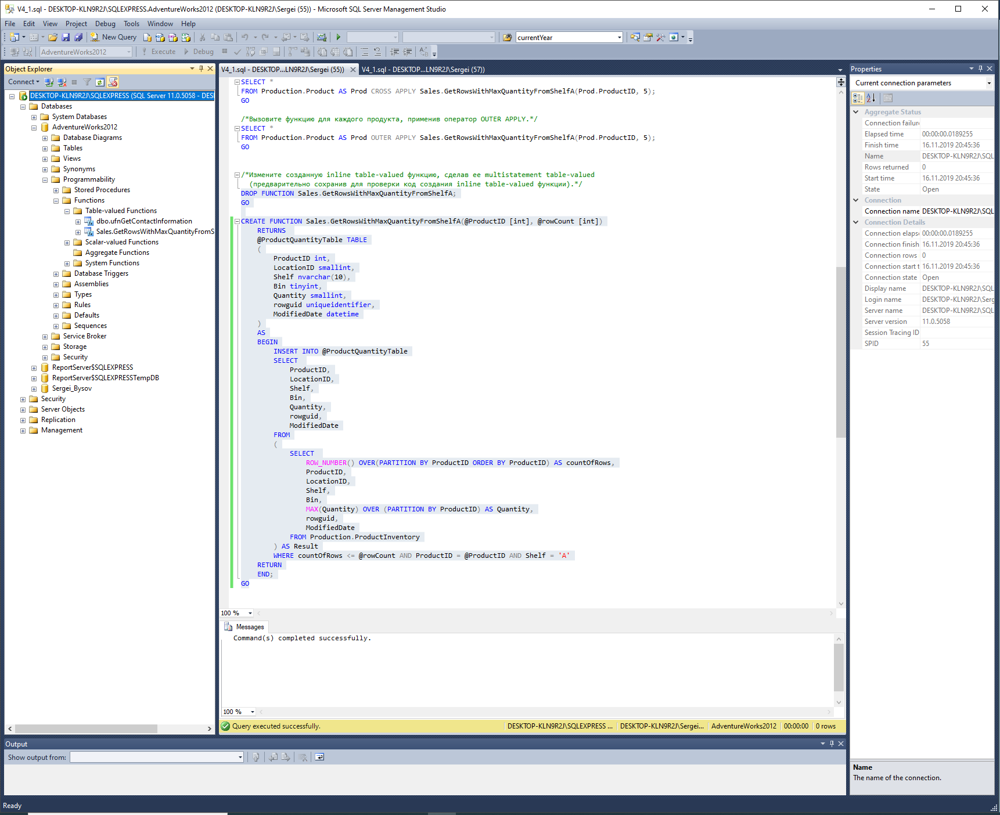 V4_1.sql - DESKTOP-KLN9R2J\SQLEXPRESS.AdventureWorks2012 (DESKTOP-KLN9R2J\Sergei (55)) - Microsoft SQL Server Management Studio
File Edit View Project Debug Tools Window Help
New Query
currentYear
AdventureWorks2012
Execute
Debug
Object Explorer
Connect
DESKTOP-KLN9R2J\SQLEXPRESS (SQL Server 11.0.5058 - DES
Databases
System Databases
AdventureWorks2012
Database Diagrams
Tables
Views
Synonyms
Programmability
Stored Procedures
Functions
Table-valued Functions
dbo.ufnGetContactInformation
Sales.GetRowsWithMaxQuantityFromS
Scalar-valued Functions
Aggregate Functions
System Functions
Database Triggers
Assemblies
Types
Rules
Defaults
Sequences
Service Broker
Storage
Security
ReportServer$SQLEXPRESS
ReportServer$SQLEXPRESSTempDB
Sergei_Bysov
Security
Server Objects
Replication
Management
V4_1.sql - DESKTOP...LN9R2J\Sergei (55))
V4_1.sql - DESKTOP...LN9R2J\Sergei (57))
SELECT *
FROM Production.Product AS Prod CROSS APPLY Sales.GetRowsWithMaxQuantityFromShelfA(Prod.ProductID, 5);
GO
/*Вызовите функцию для каждого продукта, применив оператор OUTER APPLY.*/
SELECT *
FROM Production.Product AS Prod OUTER APPLY Sales.GetRowsWithMaxQuantityFromShelfA(Prod.ProductID, 5);
GO
/*Измените созданную inline table-valued функцию, сделав ее multistatement table-valued
(предварительно сохранив для проверки код создания inline table-valued функции).*/
DROP FUNCTION Sales.GetRowsWithMaxQuantityFromShelfA;
GO
CREATE FUNCTION Sales.GetRowsWithMaxQuantityFromShelfA(@ProductID [int], @rowCount [int])
RETURNS
@ProductQuantityTable TABLE
(
ProductID int,
LocationID smallint,
Shelf nvarchar(10),
Bin tinyint,
Quantity smallint,
rowguid uniqueidentifier,
ModifiedDate datetime
)
AS
BEGIN
INSERT INTO @ProductQuantityTable
SELECT
ProductID,
LocationID,
Shelf,
Bin,
Quantity,
rowguid,
ModifiedDate
FROM
(
SELECT
ROW_NUMBER() OVER(PARTITION BY ProductID ORDER BY ProductID) AS countOfRows,
ProductID,
LocationID,
Shelf,
Bin,
MAX(Quantity) OVER (PARTITION BY ProductID) AS Quantity,
rowguid,
ModifiedDate
FROM Production.ProductInventory
) AS Result
WHERE countOfRows <= @rowCount AND ProductID = @ProductID AND Shelf = 'A'
RETURN
END;
GO
100 %
Messages
Command(s) completed successfully.
100 %
Query executed successfully.
DESKTOP-KLN9R2J\SQLEXPRESS ...
DESKTOP-KLN9R2J\Sergei...
AdventureWorks2012
00:00:00
0 rows
Output
Show output from:
Properties
Current connection parameters
Aggregate Status
Connection failure
Elapsed time 00:00:00.0189255
Finish time 16.11.2019 20:45:36
Name DESKTOP-KLN9R2J\SQL
Rows returned 0
Start time 16.11.2019 20:45:36
State Open
Connection
Connection name DESKTOP-KLN9R2J\SQL
Connection Details
Connection elapse 00:00:00.0189255
Connection finish 16.11.2019 20:45:36
Connection rows 0
Connection start t 16.11.2019 20:45:36
Connection state Open
Display name DESKTOP-KLN9R2J\SQL
Login name DESKTOP-KLN9R2J\Serg
Server name DESKTOP-KLN9R2J\SQL
Server version 11.0.5058
Session Tracing ID
SPID 55
Name
The name of the connection.
Ready